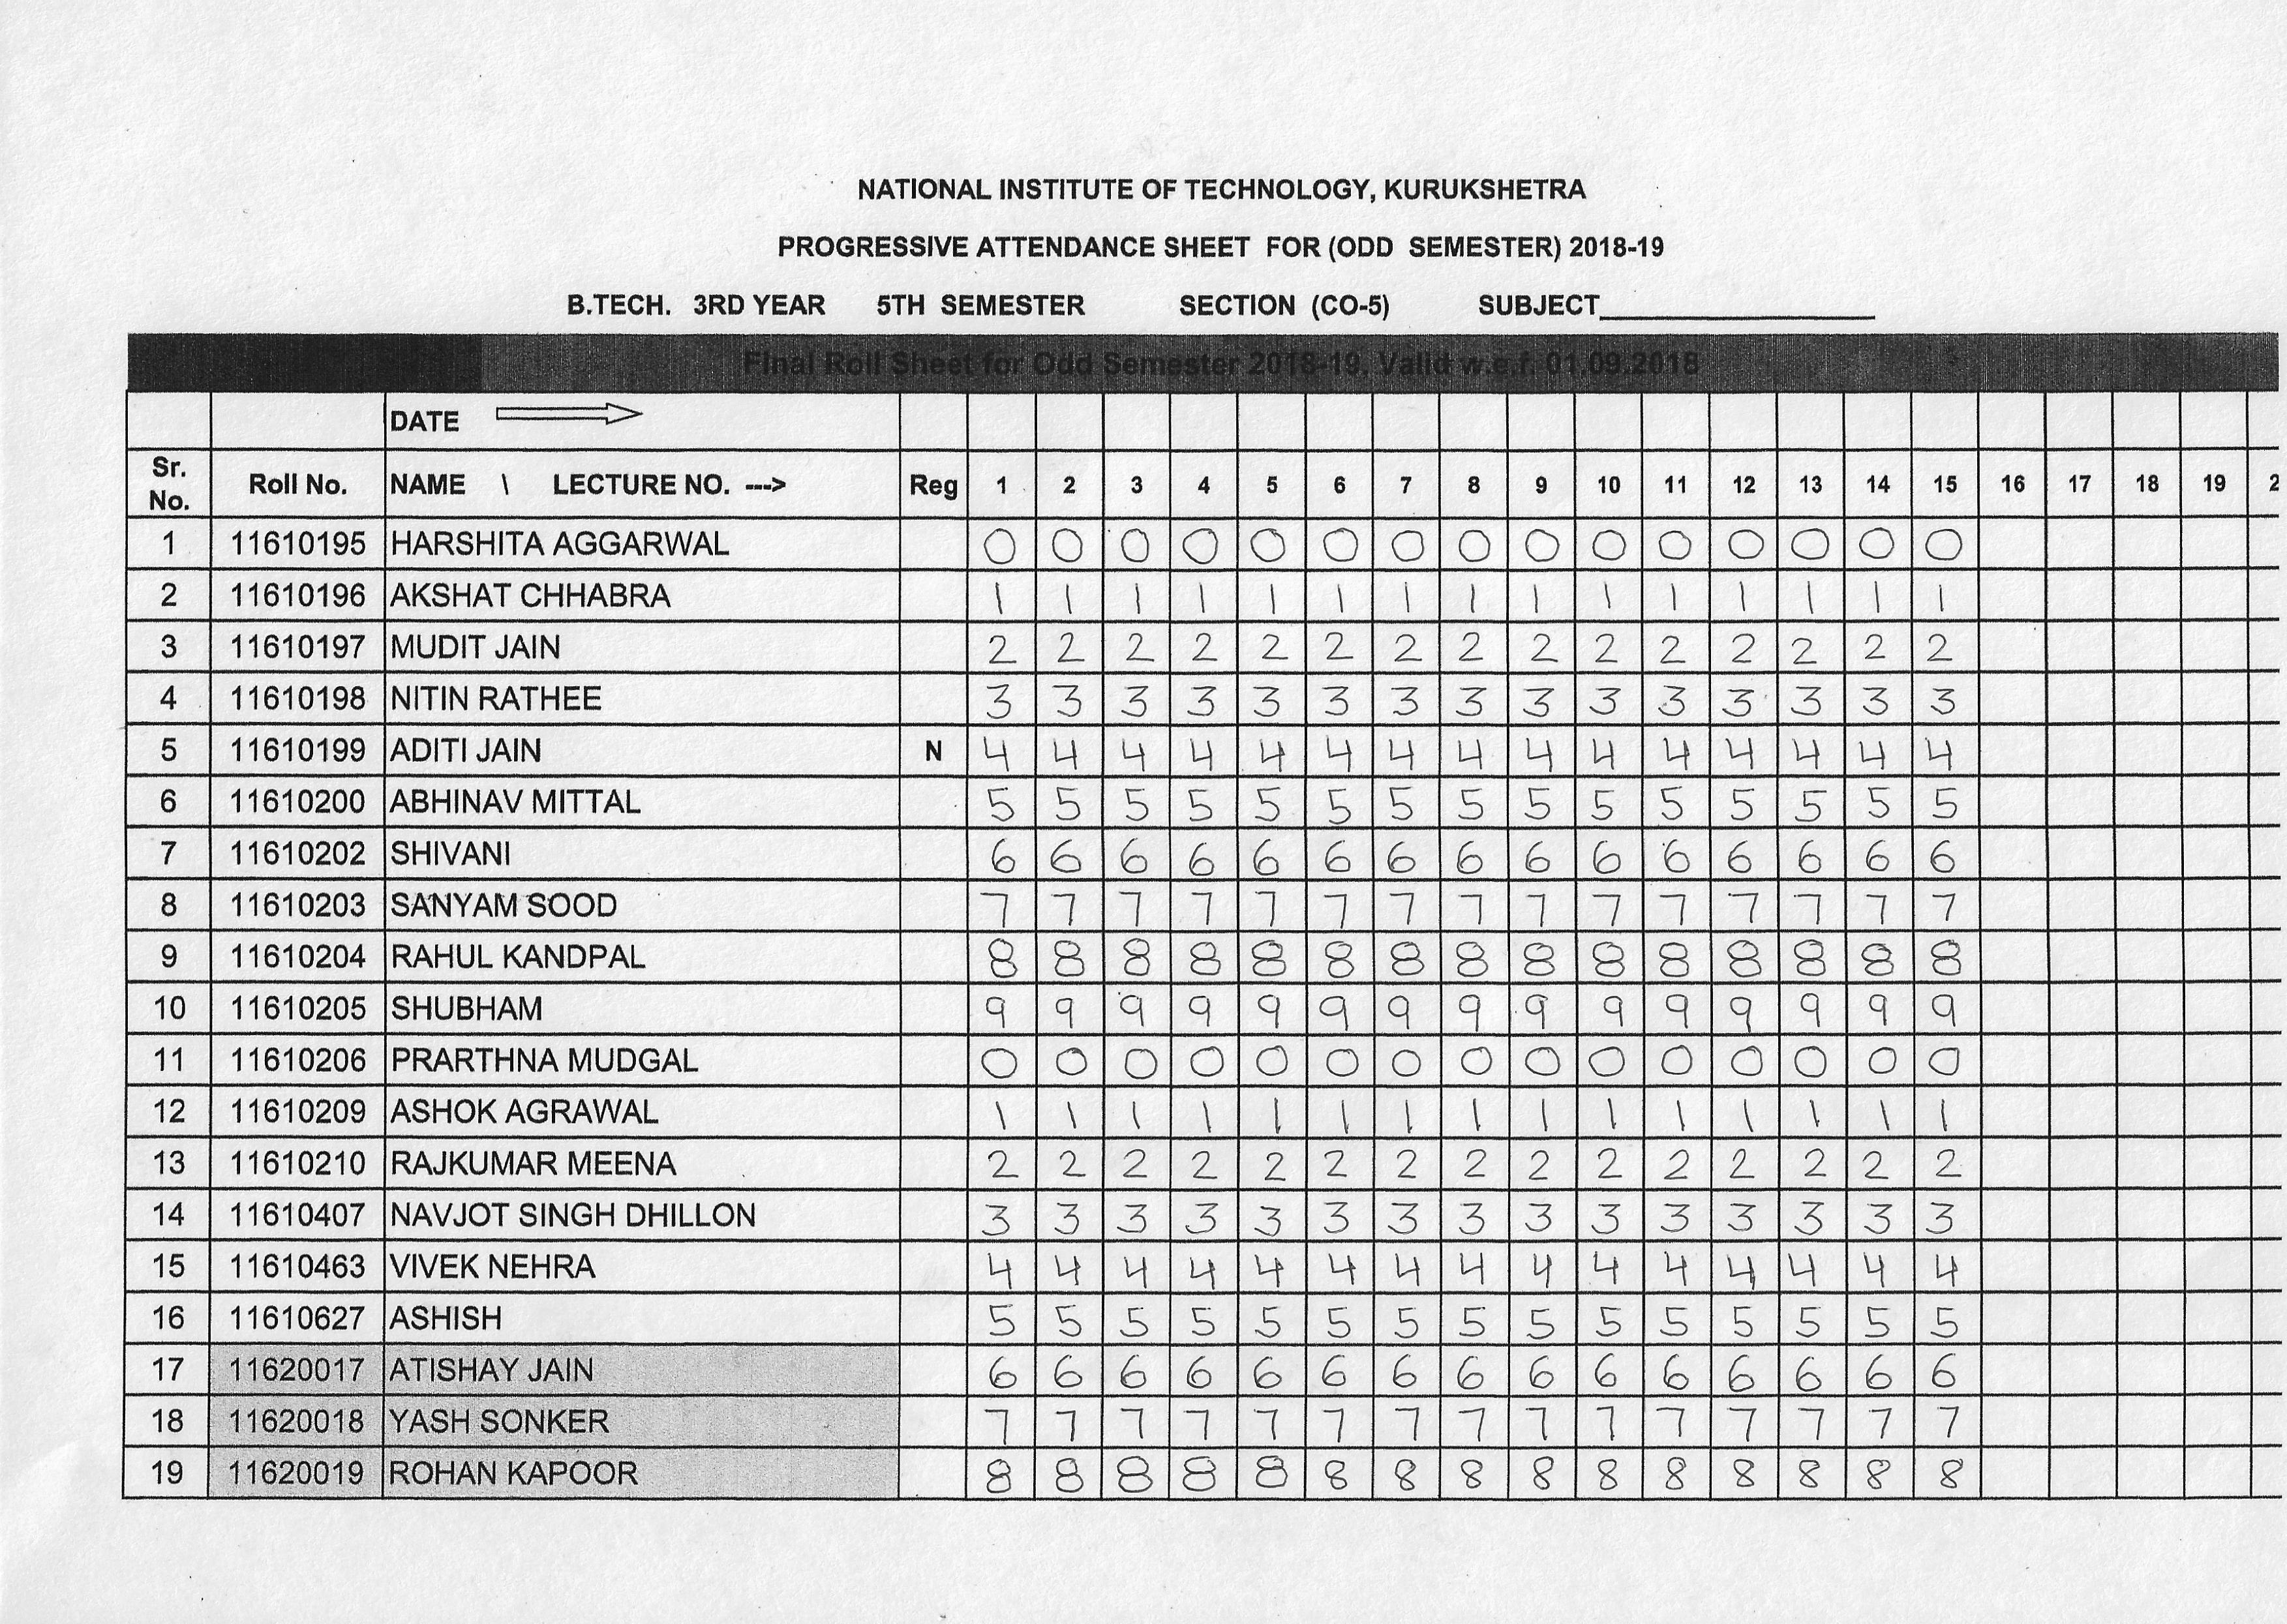 NATIONAL INSTITUTE OF TECHNOLOGY, KURUKSHETRA
PROGRESSIVE ATTENDANCE SHEET FOR (ODD SEMESTER) 2018-19
B.TECH. 3RD YEAR 5TH SEMESTER SECTION (CO-5) SUBJECT
Final Roll Sheet for Odd Semester 2018-19. Valid w.e.f. 01.09.2018
DATE
Sr. No. Roll No. NAME \ LECTURE NO. ---> Reg 1 2 3 4 5 6 7 8 9 10 11 12 13 14 15 16 17 18 19 2
1 11610195 HARSHITA AGGARWAL 0 0 0 0 0 0 0 0 0 0 0 0 0 0 0
2 11610196 AKSHAT CHHABRA 1 1 1 1 1 1 1 1 1 1 1 1 1 1 1
3 11610197 MUDIT JAIN 2 2 2 2 2 2 2 2 2 2 2 2 2 2 2
4 11610198 NITIN RATHEE 3 3 3 3 3 3 3 3 3 3 3 3 3 3 3
5 11610199 ADITI JAIN N 4 4 4 4 4 4 4 4 4 4 4 4 4 4 4
6 11610200 ABHINAV MITTAL 5 5 5 5 5 5 5 5 5 5 5 5 5 5 5
7 11610202 SHIVANI 6 6 6 6 6 6 6 6 6 6 6 6 6 6 6
8 11610203 SANYAM SOOD 7 7 7 7 7 7 7 7 7 7 7 7 7 7 7
9 11610204 RAHUL KANDPAL 8 8 8 8 8 8 8 8 8 8 8 8 8 8 8
10 11610205 SHUBHAM 9 9 9 9 9 9 9 9 9 9 9 9 9 9 9
11 11610206 PRARTHNA MUDGAL 0 0 0 0 0 0 0 0 0 0 0 0 0 0 0
12 11610209 ASHOK AGRAWAL 1 1 1 1 1 1 1 1 1 1 1 1 1 1 1
13 11610210 RAJKUMAR MEENA 2 2 2 2 2 2 2 2 2 2 2 2 2 2 2
14 11610407 NAVJOT SINGH DHILLON 3 3 3 3 3 3 3 3 3 3 3 3 3 3 3
15 11610463 VIVEK NEHRA 4 4 4 4 4 4 4 4 4 4 4 4 4 4 4
16 11610627 ASHISH 5 5 5 5 5 5 5 5 5 5 5 5 5 5 5
17 11620017 ATISHAY JAIN 6 6 6 6 6 6 6 6 6 6 6 6 6 6 6
18 11620018 YASH SONKER 7 7 7 7 7 7 7 7 7 7 7 7 7 7 7
19 11620019 ROHAN KAPOOR 8 8 8 8 8 8 8 8 8 8 8 8 8 8 8